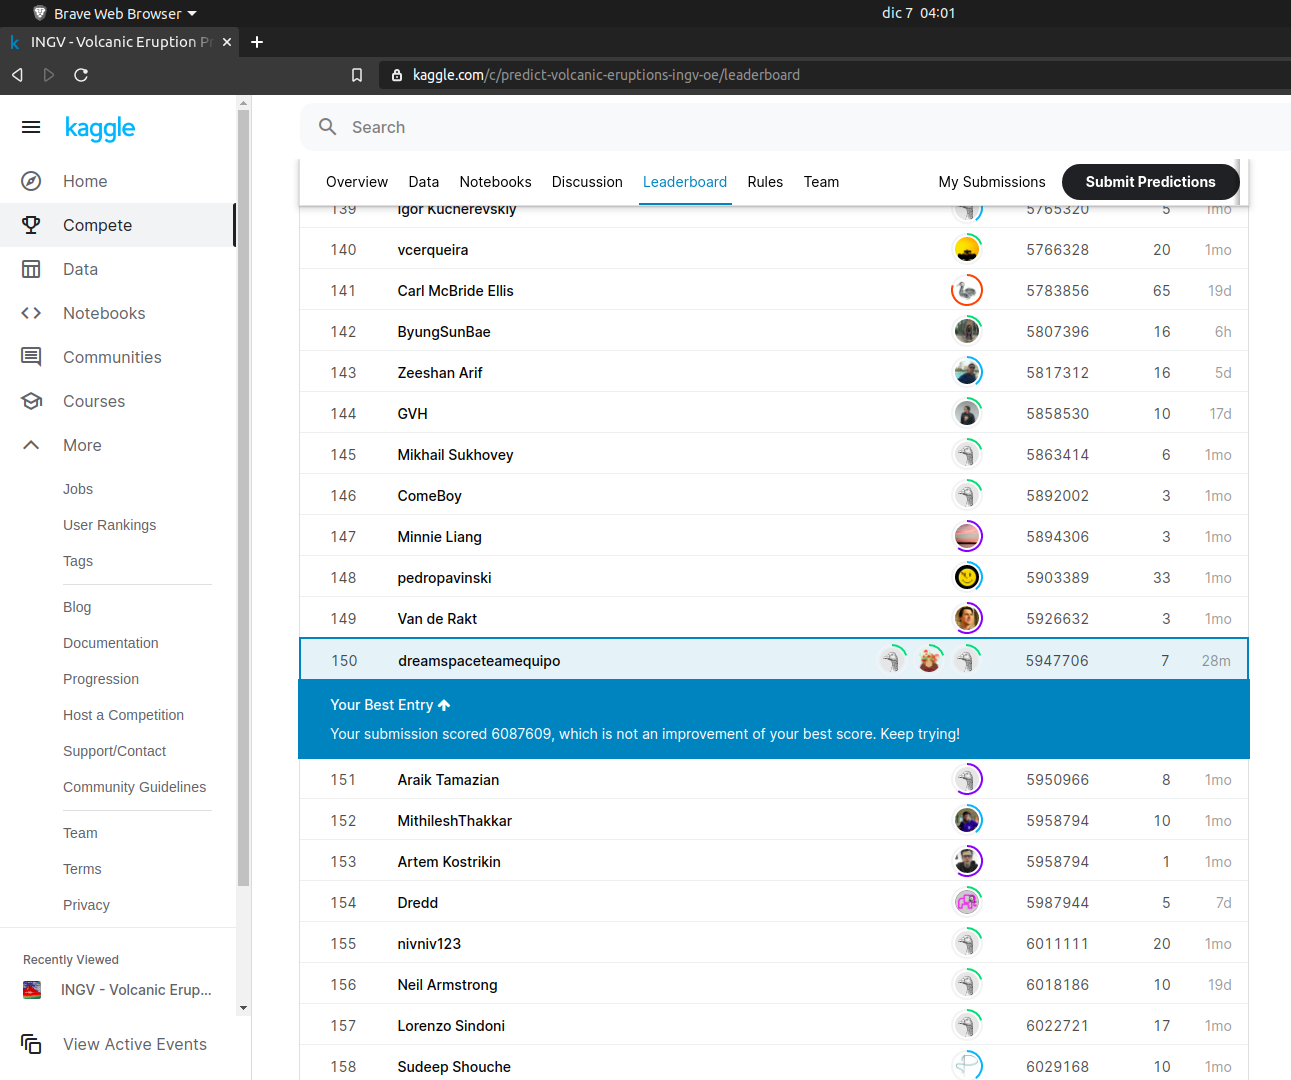 Brave Web Browser
dic 7 04:01
INGV - Volcanic Eruption Pr
kaggle.com/c/predict-volcanic-eruptions-ingv-oe/leaderboard
kaggle
Search
Home
Compete
Data
Notebooks
Communities
Courses
More
Jobs
User Rankings
Tags
Blog
Documentation
Progression
Host a Competition
Support/Contact
Community Guidelines
Team
Terms
Privacy
Recently Viewed
INGV - Volcanic Erup...
View Active Events
Overview Data Notebooks Discussion Leaderboard Rules Team My Submissions Submit Predictions
139 Igor Kucherevskiy 5765320 5 1mo
140 vcerqueira 5766328 20 1mo
141 Carl McBride Ellis 5783856 65 19d
142 ByungSunBae 5807396 16 6h
143 Zeeshan Arif 5817312 16 5d
144 GVH 5858530 10 17d
145 Mikhail Sukhovey 5863414 6 1mo
146 ComeBoy 5892002 3 1mo
147 Minnie Liang 5894306 3 1mo
148 pedropavinski 5903389 33 1mo
149 Van de Rakt 5926632 3 1mo
150 dreamspaceteamequipo 5947706 7 28m
Your Best Entry
Your submission scored 6087609, which is not an improvement of your best score. Keep trying!
151 Araik Tamazian 5950966 8 1mo
152 MithileshThakkar 5958794 10 1mo
153 Artem Kostrikin 5958794 1 1mo
154 Dredd 5987944 5 7d
155 nivniv123 6011111 20 1mo
156 Neil Armstrong 6018186 10 19d
157 Lorenzo Sindoni 6022721 17 1mo
158 Sudeep Shouche 6029168 10 1mo